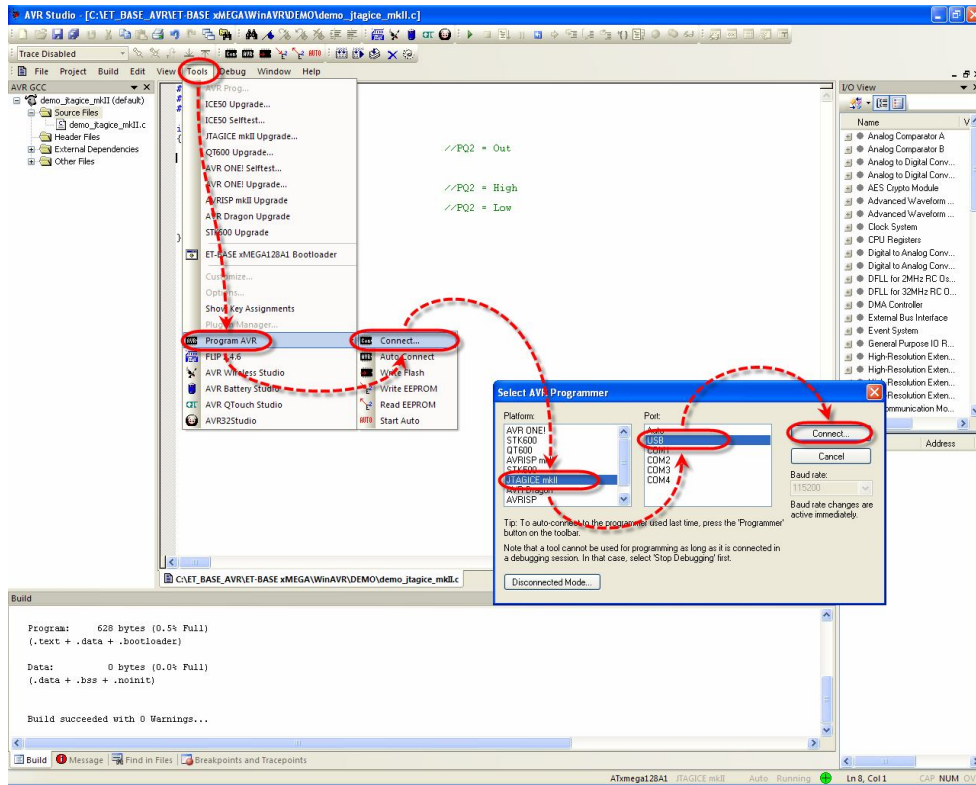 AVR Studio - [C:\ET_BASE_AVR\ET-BASE xMEGA\WinAVR\DEMO\demo_jtagice_mkII.c]
Trace Disabled
File Project Build Edit View Tools Debug Window Help
AVR GCC
demo_jtagice_mkII (default)
Source Files
demo_jtagice_mkII.c
Header Files
External Dependencies
Other Files
AVR Prog...
ICE50 Upgrade...
ICE50 Selftest...
JTAGICE mkII Upgrade...
QT600 Upgrade...
AVR ONE! Selftest...
AVR ONE! Upgrade...
AVRISP mkII Upgrade
AVR Dragon Upgrade
STK600 Upgrade
ET-BASE xMEGA128A1 Bootloader
Customize...
Options...
Show Key Assignments
Plug-in Manager...
Program AVR
FLIP 3.4.6
AVR Wireless Studio
AVR Battery Studio
AVR QTouch Studio
AVR32Studio
Connect...
Auto Connect
Write Flash
Write EEPROM
Read EEPROM
Start Auto
//PQ2 = Out
//PQ2 = High
//PQ2 = Low
I/O View
Name
Analog Comparator A
Analog Comparator B
Analog to Digital Conv...
Analog to Digital Conv...
AES Crypto Module
Advanced Waveform ...
Advanced Waveform ...
Clock System
CPU Registers
Digital to Analog Conv...
Digital to Analog Conv...
DFLL for 2MHz RC Os...
DFLL for 32MHz RC O...
DMA Controller
External Bus Interface
Event System
General Purpose IO R...
High-Resolution Exten...
High-Resolution Exten...
High-Resolution Exten...
Resolution Exten...
Communication Mo...
Address
Select AVR Programmer
Platform:
AVR ONE!
STK600
QT600
AVRISP mkII
STK500
JTAGICE mkII
AVR Dragon
AVRISP
Port:
Auto
USB
COM1
COM2
COM3
COM4
Connect...
Cancel
Baud rate:
115200
Baud rate changes are
active immediately.
Tip: To auto-connect to the programmer used last time, press the 'Programmer'
button on the toolbar.
Note that a tool cannot be used for programming as long as it is connected in
a debugging session. In that case, select 'Stop Debugging' first.
Disconnected Mode...
C:\ET_BASE_AVR\ET-BASE xMEGA\WinAVR\DEMO\demo_jtagice_mkII.c
Build
Program: 628 bytes (0.5% Full)
(.text + .data + .bootloader)
Data: 0 bytes (0.0% Full)
(.data + .bss + .noinit)
Build succeeded with 0 Warnings...
Build Message Find in Files Breakpoints and Tracepoints
ATxmega128A1 JTAGICE mkII Auto Running Ln 8, Col 1 CAP NUM OV